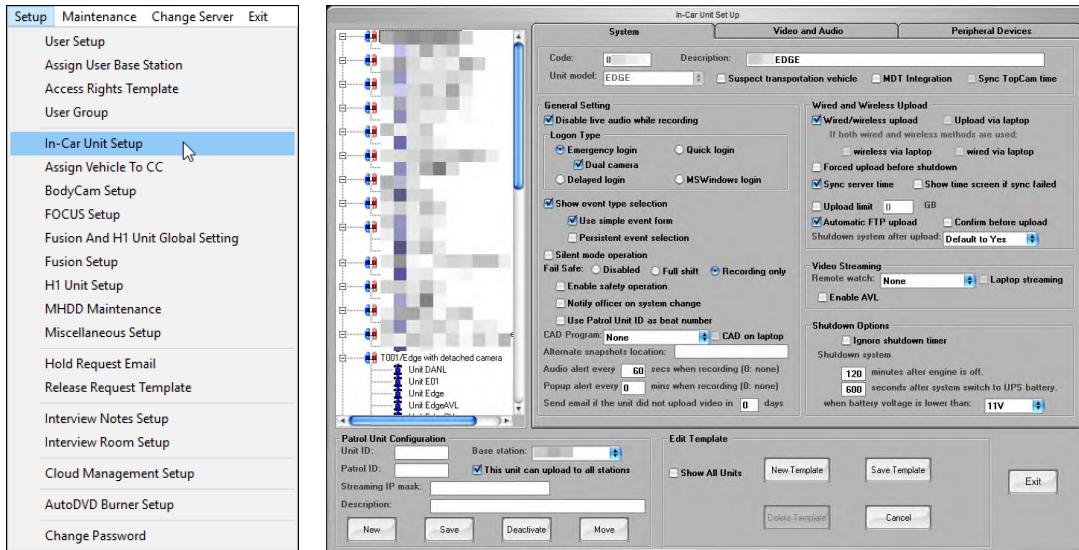 Setup Maintenance Change Server Exit
User Setup
Assign User Base Station
Access Rights Template
User Group
In-Car Unit Setup
Assign Vehicle To CC
BodyCam Setup
FOCUS Setup
Fusion And H1 Unit Global Setting
Fusion Setup
H1 Unit Setup
MHDD Maintenance
Miscellaneous Setup
Hold Request Email
Release Request Template
Interview Notes Setup
Interview Room Setup
Cloud Management Setup
AutoDVD Burner Setup
Change Password
In-Car Unit Set Up
T001/Edge with detached camera
Unit DANL
Unit E01
Unit Edge
Unit EdgeAVL
System Video and Audio Peripheral Devices
Code: Description: EDGE
Unit model: EDGE Suspect transportation vehicle MDT Integration Sync TopCam time
General Setting
Disable live audio while recording
Logon Type
Emergency login Quick login
Dual camera
Delayed login MSWindows login
Show event type selection
Use simple event form
Persistent event selection
Silent mode operation
Fail Safe: Disabled Full shift Recording only
Enable safety operation
Notify officer on system change
Use Patrol Unit ID as beat number
CAD Program: None CAD on laptop
Alternate snapshots location:
Audio alert every 60 secs when recording (0: none)
Popup alert every 0 mins when recording (0: none)
Send email if the unit did not upload video in 0 days
Wired and Wireless Upload
Wired/wireless upload Upload via laptop
If both wired and wireless methods are used:
wireless via laptop wired via laptop
Forced upload before shutdown
Sync server time Show time screen if sync failed
Upload limit 0 GB
Automatic FTP upload Confirm before upload
Shutdown system after upload: Default to Yes
Video Streaming
Remote watch: None Laptop streaming
Enable AVL
Shutdown Options
Ignore shutdown timer
Shutdown system
120 minutes after engine is off.
600 seconds after system switch to UPS battery.
when battery voltage is lower than: 11V
Patrol Unit Configuration
Unit ID: Base station:
Patrol ID: This unit can upload to all stations
Streaming IP mask:
Description:
New Save Deactivate Move
Edit Template
Show All Units New Template Save Template
Delete Template Cancel
Exit